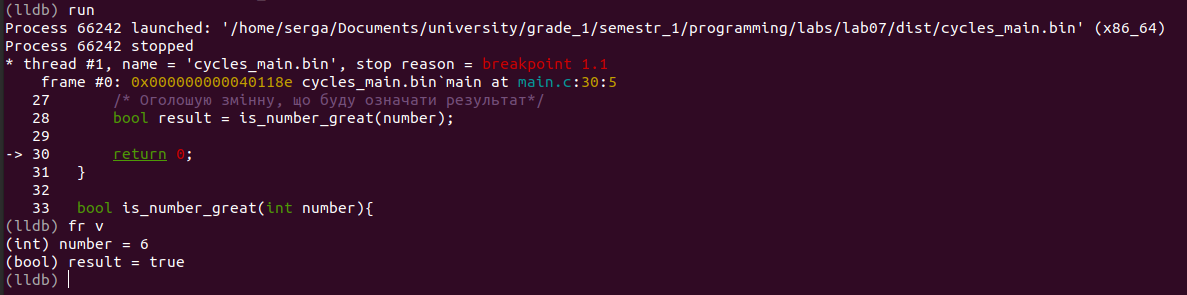 (lldb) run
Process 66242 launched: '/home/serga/Documents/university/grade_1/semestr_1/programming/labs/lab07/dist/cycles_main.bin' (x86_64)
Process 66242 stopped
* thread #1, name = 'cycles_main.bin', stop reason = breakpoint 1.1
    frame #0: 0x000000000040118e cycles_main.bin`main at main.c:30:5
   27  	    /* Оголошую змінну, що буду означати результат*/
   28  	    bool result = is_number_great(number);
   29
-> 30  	    return 0;
   31  	}
   32
   33  	bool is_number_great(int number){
(lldb) fr v
(int) number = 6
(bool) result = true
(lldb)